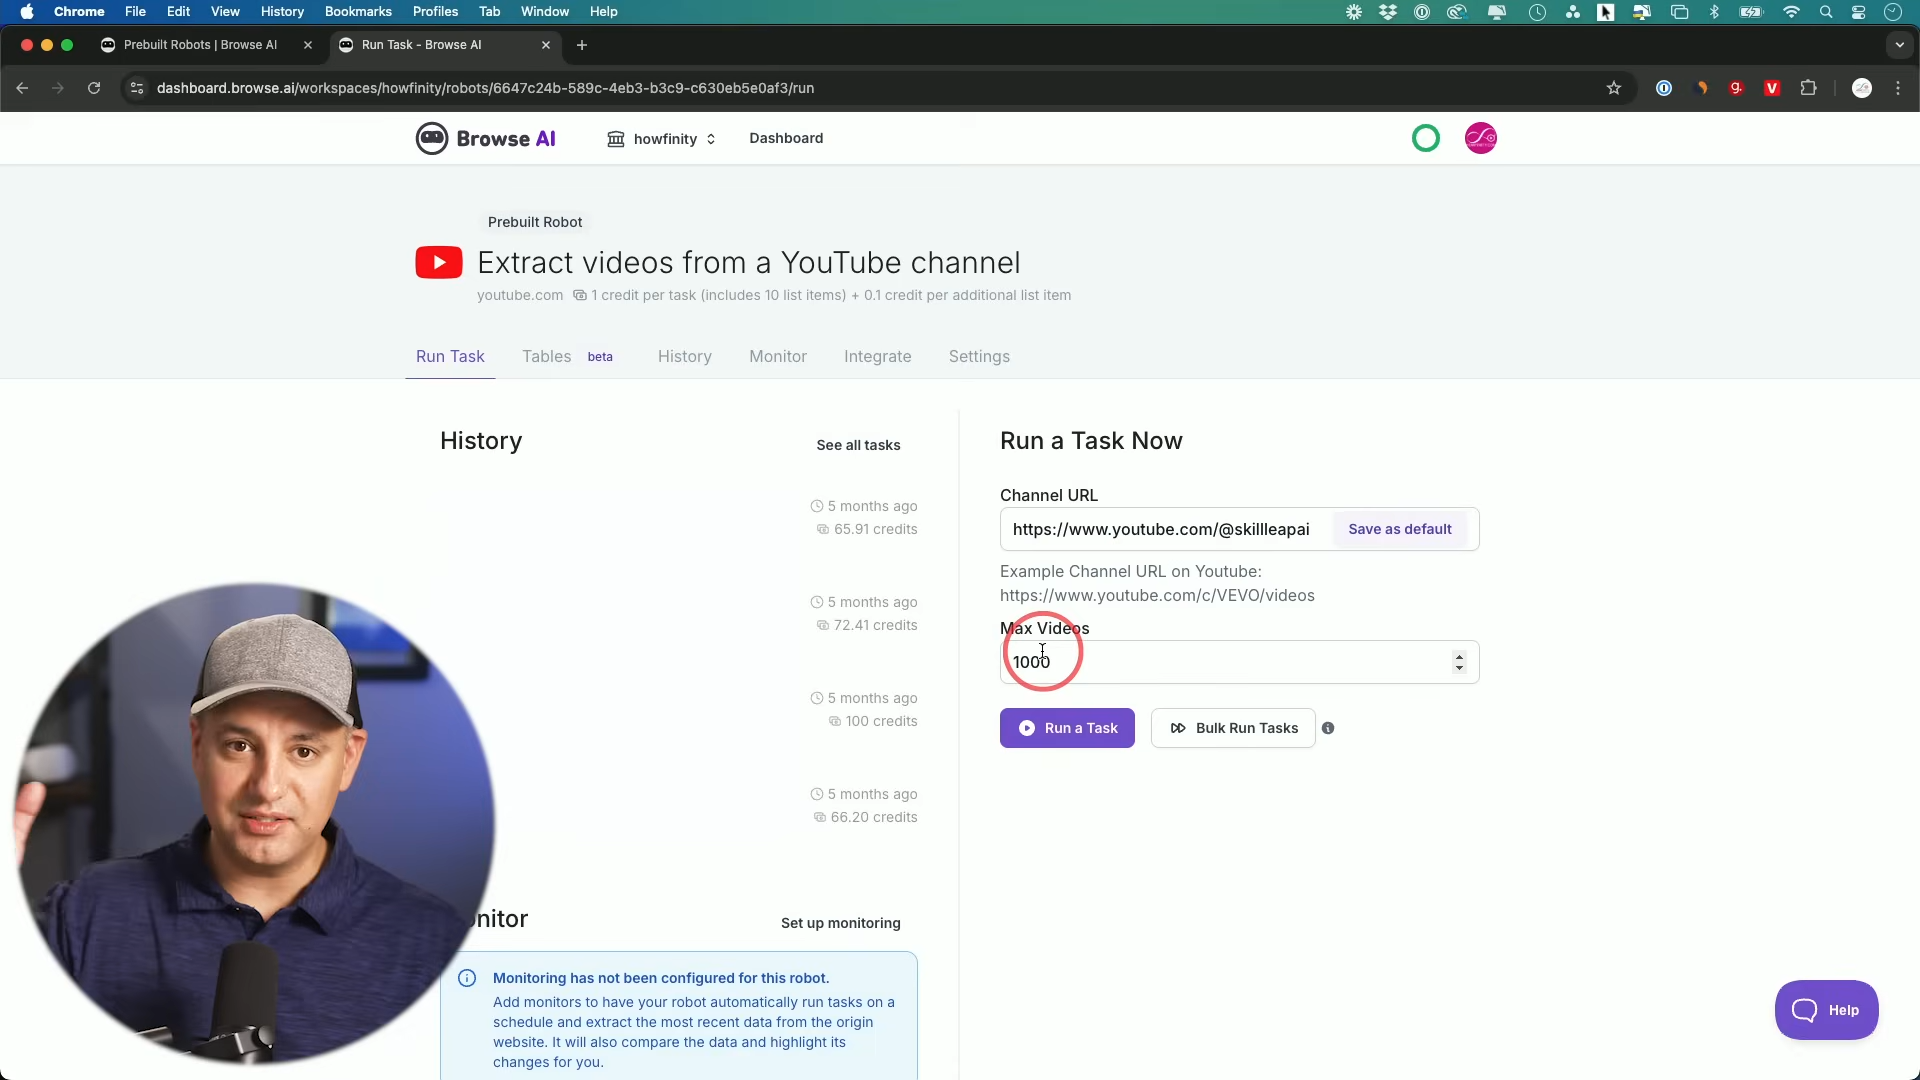 Chrome File Edit View History Bookmarks Profiles Tab Window Help
Prebuilt Robots | Browse AI
Run Task - Browse AI
dashboard.browse.ai/workspaces/howfinity/robots/6647c24b-589c-4eb3-b3c9-c630eb5e0af3/run
Browse AI
howfinity
Dashboard
Prebuilt Robot
Extract videos from a YouTube channel
youtube.com 1 credit per task (includes 10 list items) + 0.1 credit per additional list item
Run Task Tables beta History Monitor Integrate Settings
History
See all tasks
5 months ago
65.91 credits
5 months ago
72.41 credits
5 months ago
100 credits
5 months ago
66.20 credits
onitor
Set up monitoring
Monitoring has not been configured for this robot.
Add monitors to have your robot automatically run tasks on a
schedule and extract the most recent data from the origin
website. It will also compare the data and highlight its
changes for you.
Run a Task Now
Channel URL
https://www.youtube.com/@skillleapai
Save as default
Example Channel URL on Youtube:
https://www.youtube.com/c/VEVO/videos
Max Videos
1000
Run a Task
Bulk Run Tasks
Help